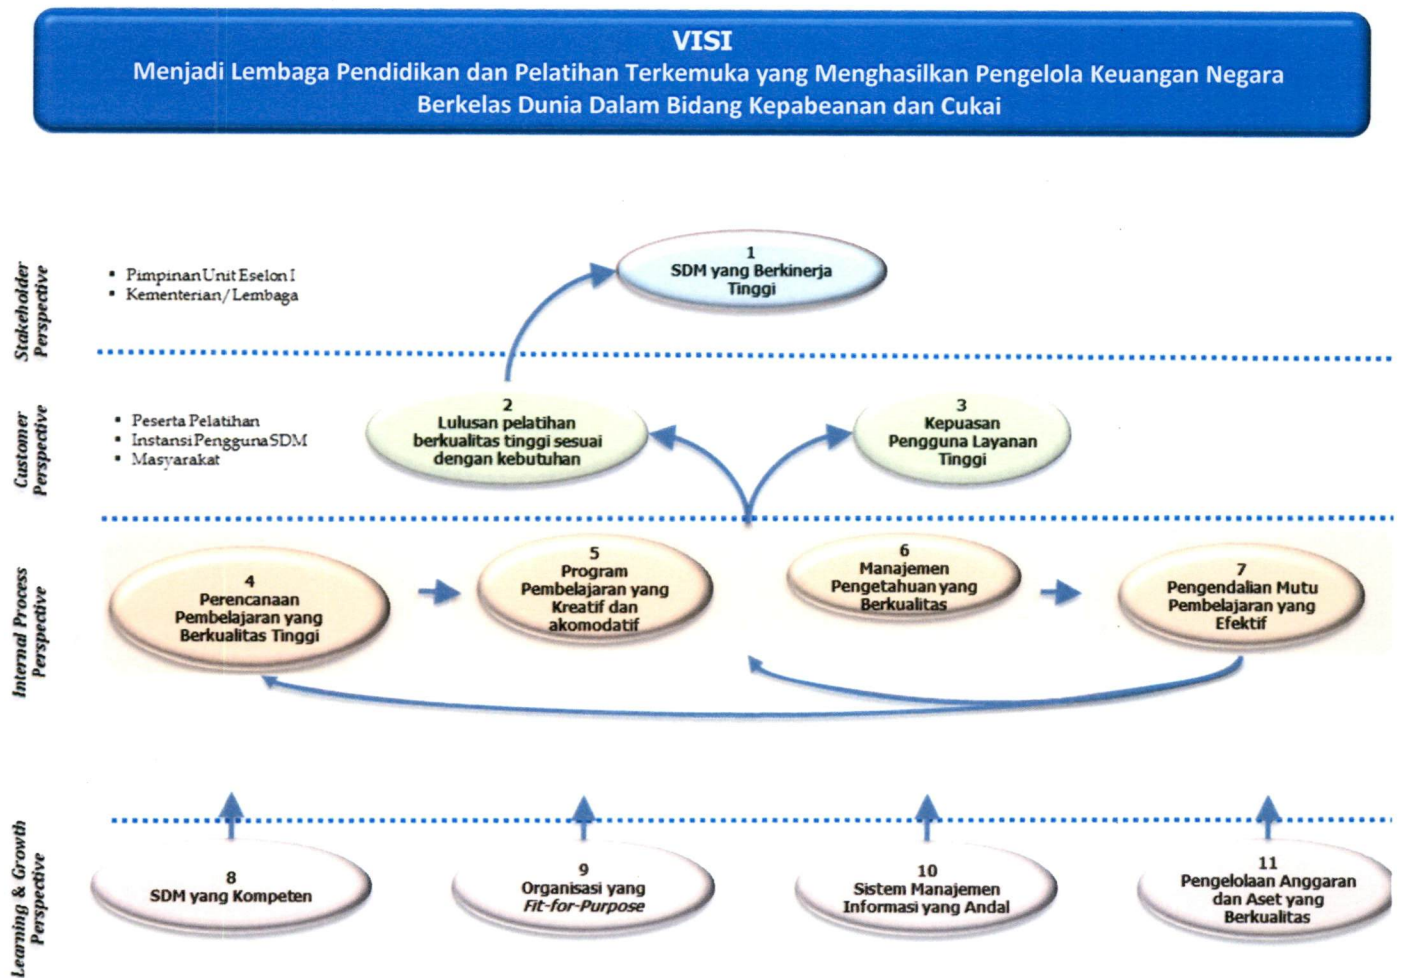 VISI
Menjadi Lembaga Pendidikan dan Pelatihan Terkemuka yang Menghasilkan Pengelola Keuangan Negara
Berkelas Dunia Dalam Bidang Kepabeanan dan Cukai
Stakeholder
Perspective
▪ Pimpinan Unit Eselon I
▪ Kementerian/Lembaga
1
SDM yang Berkinerja
Tinggi
Customer
Perspective
▪ Peserta Pelatihan
▪ Instansi Pengguna SDM
▪ Masyarakat
2
Lulusan pelatihan
berkualitas tinggi sesuai
dengan kebutuhan
3
Kepuasan
Pengguna Layanan
Tinggi
Internal Process
Perspective
4
Perencanaan
Pembelajaran yang
Berkualitas Tinggi
5
Program
Pembelajaran yang
Kreatif dan
akomodatif
6
Manajemen
Pengetahuan yang
Berkualitas
7
Pengendalian Mutu
Pembelajaran yang
Efektif
Learning & Growth
Perspective
8
SDM yang Kompeten
9
Organisasi yang
Fit-for-Purpose
10
Sistem Manajemen
Informasi yang Andal
11
Pengelolaan Anggaran
dan Aset yang
Berkualitas